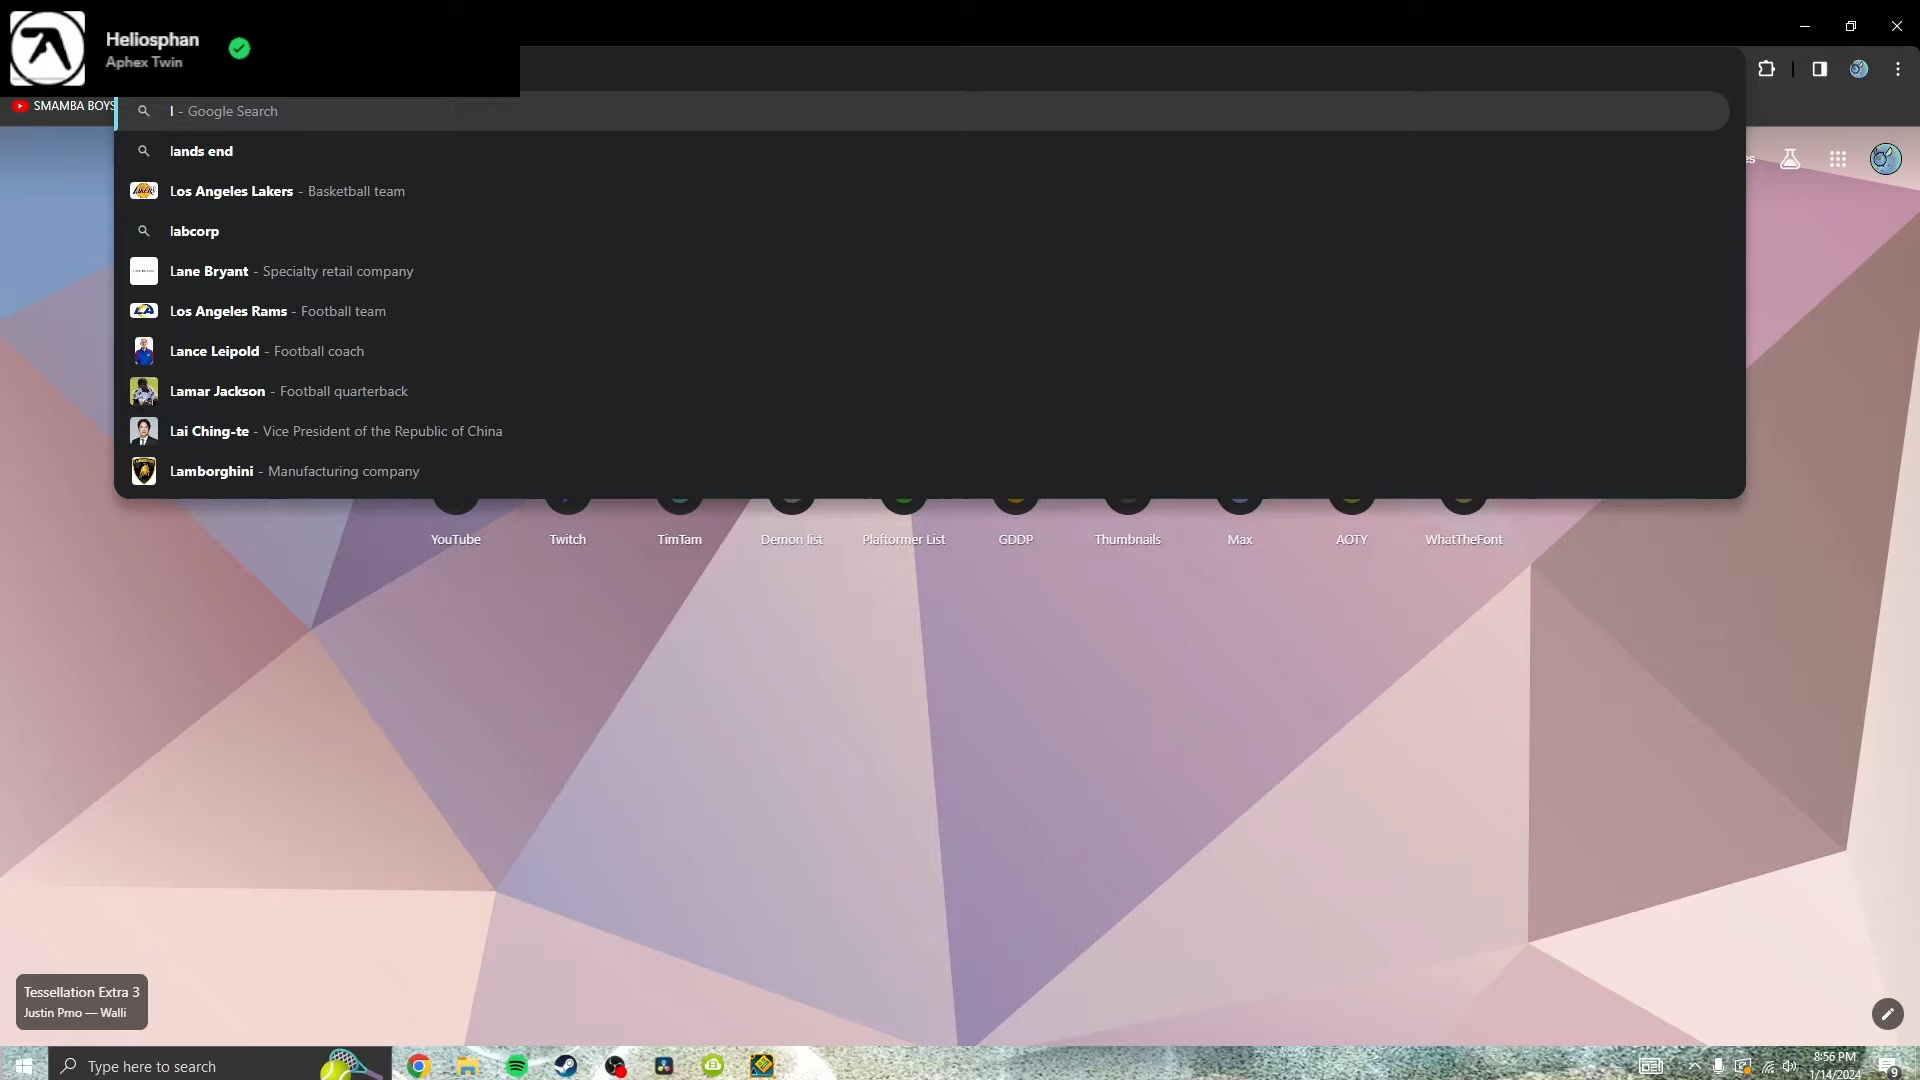 Heliosphan
Aphex Twin
SMAMBA BOYS
l - Google Search
lands end
Los Angeles Lakers - Basketball team
labcorp
Lane Bryant - Specialty retail company
Los Angeles Rams - Football team
Lance Leipold - Football coach
Lamar Jackson - Football quarterback
Lai Ching-te - Vice President of the Republic of China
Lamborghini - Manufacturing company
es
YouTube
Twitch
TimTam
Demon list
Plaftormer List
GDDP
Thumbnails
Max
AOTY
WhatTheFont
Tessellation Extra 3
Justin Prno — Walli
Type here to search
8:56 PM
1/14/2024
9